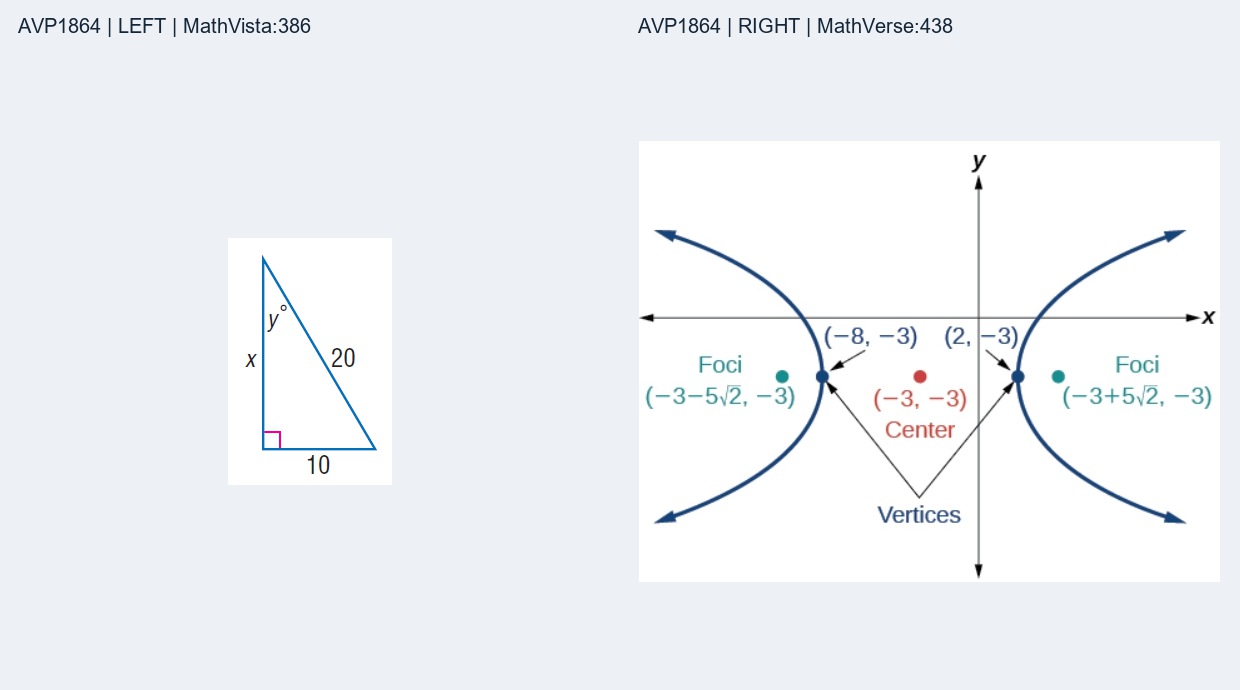 AVP1864 | LEFT | MathVista:386
y°
x
20
10
AVP1864 | RIGHT | MathVerse:438
y
x
(−8, −3) (2, −3)
Foci
(−3−5√2, −3)
(−3, −3)
Center
Foci
(−3+5√2, −3)
Vertices